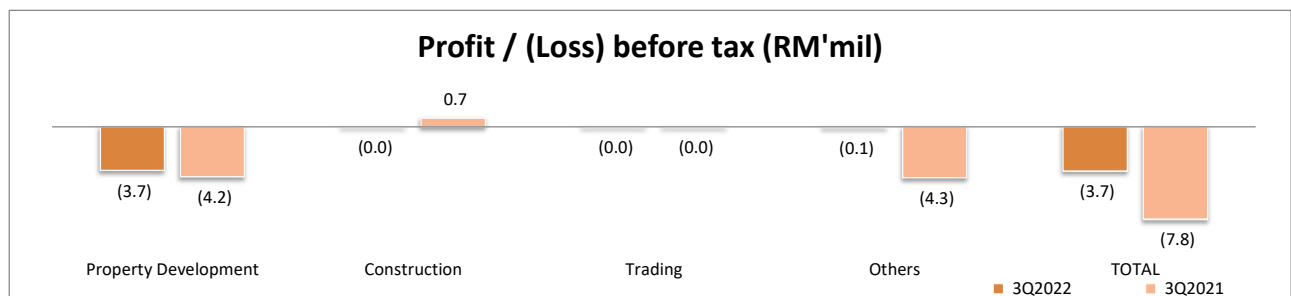 Profit / (Loss) before tax (RM'mil)
0.7
(0.0) (0.0) (0.0) (0.1)
(3.7) (4.2) (4.3) (3.7)
(7.8)
Property Development Construction Trading Others TOTAL
3Q2022 3Q2021